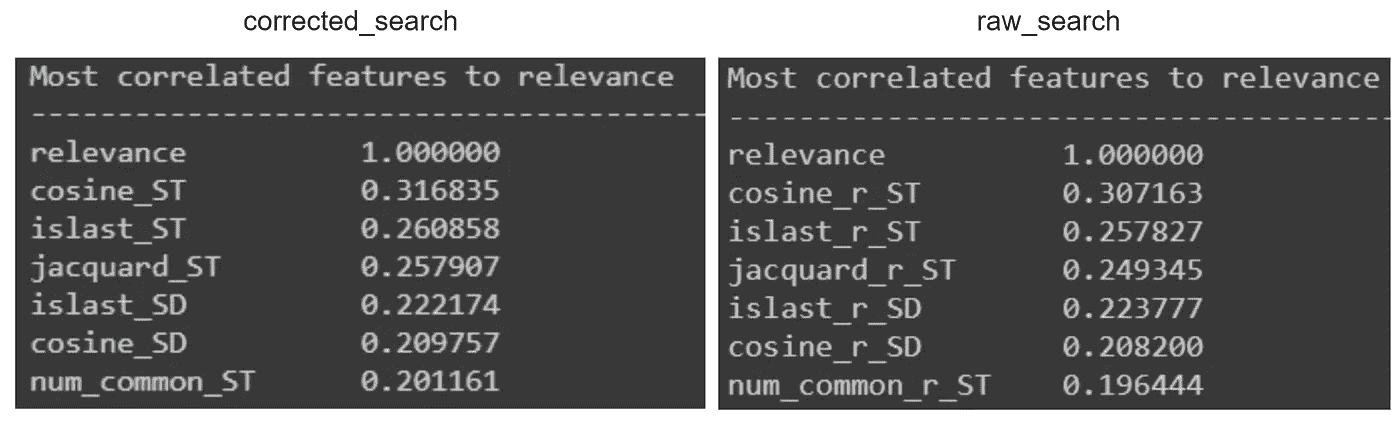 corrected_search
Most correlated features to relevance
---------------------------------------
relevance 1.000000
cosine_ST 0.316835
islast_ST 0.260858
jacquard_ST 0.257907
islast_SD 0.222174
cosine_SD 0.209757
num_common_ST 0.201161
raw_search
Most correlated features to relevance
---------------------------------------
relevance 1.000000
cosine_r_ST 0.307163
islast_r_ST 0.257827
jacquard_r_ST 0.249345
islast_r_SD 0.223777
cosine_r_SD 0.208200
num_common_r_ST 0.196444